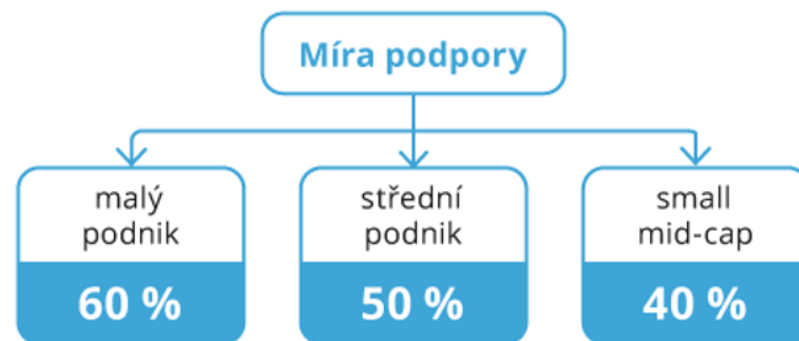 Míra podpory
malý
podnik
60 %
střední
podnik
50 %
small
mid-cap
40 %